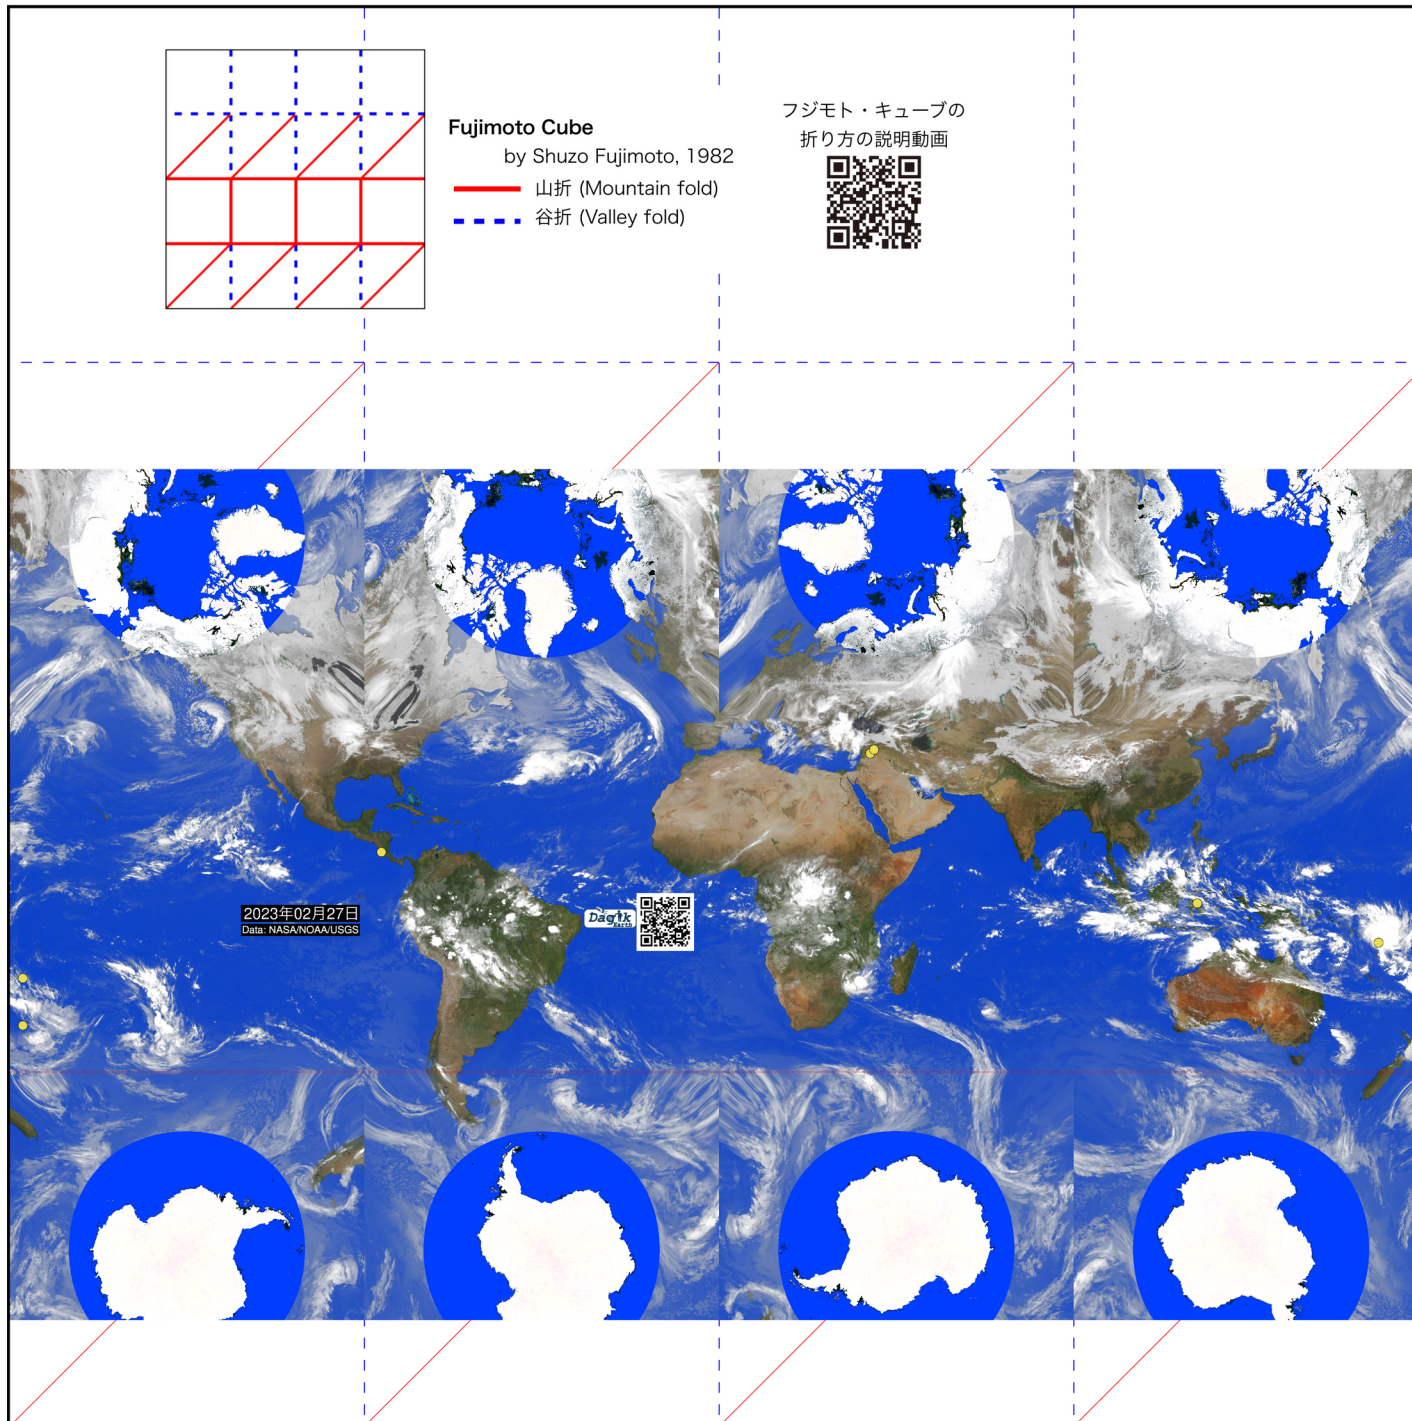 Fujimoto Cube
by Shuzo Fujimoto, 1982
山折 (Mountain fold)
谷折 (Valley fold)
フジモト・キューブの
折り方の説明動画
2023年02月27日
Data: NASA/NOAA/USGS
Dagik
Earth